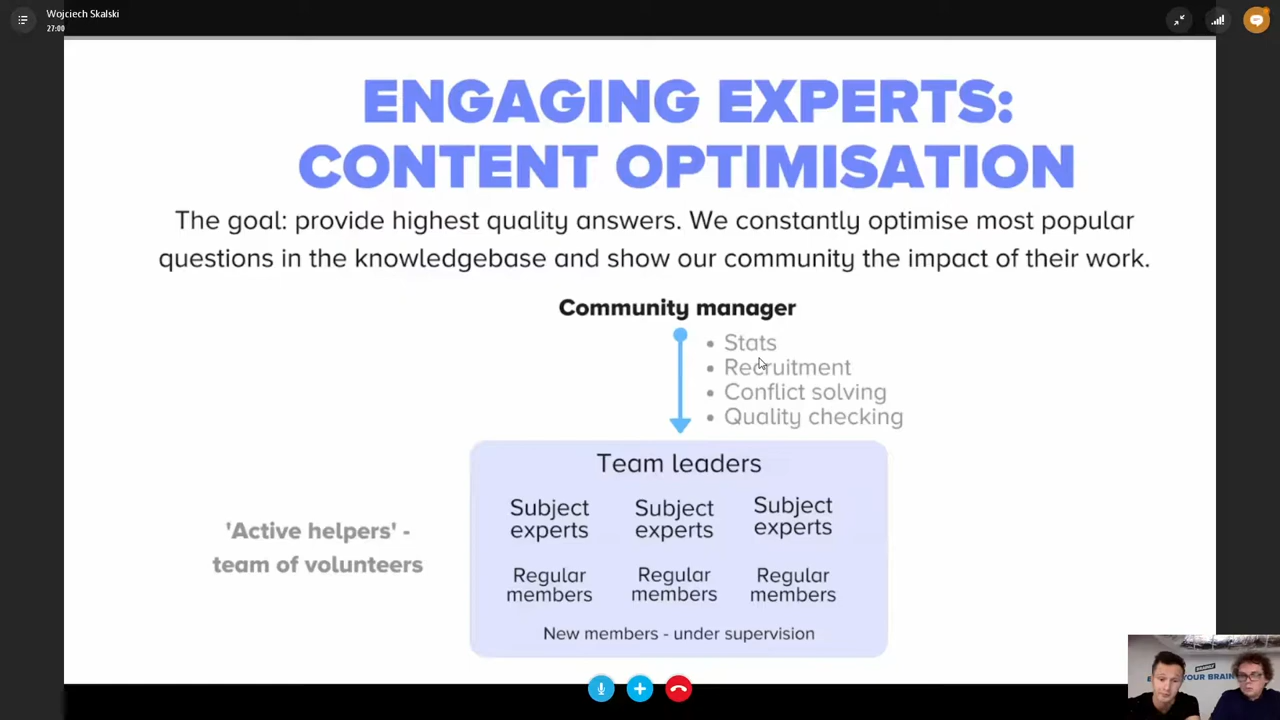 Wojciech Skalski
27:00
ENGAGING EXPERTS:
CONTENT OPTIMISATION
The goal: provide highest quality answers. We constantly optimise most popular
questions in the knowledgebase and show our community the impact of their work.
Community manager
• Stats
• Recruitment
• Conflict solving
• Quality checking
Team leaders
Subject experts
Subject experts
Subject experts
'Active helpers' -
team of volunteers
Regular members
Regular members
Regular members
New members - under supervision
YOUR BRAIN